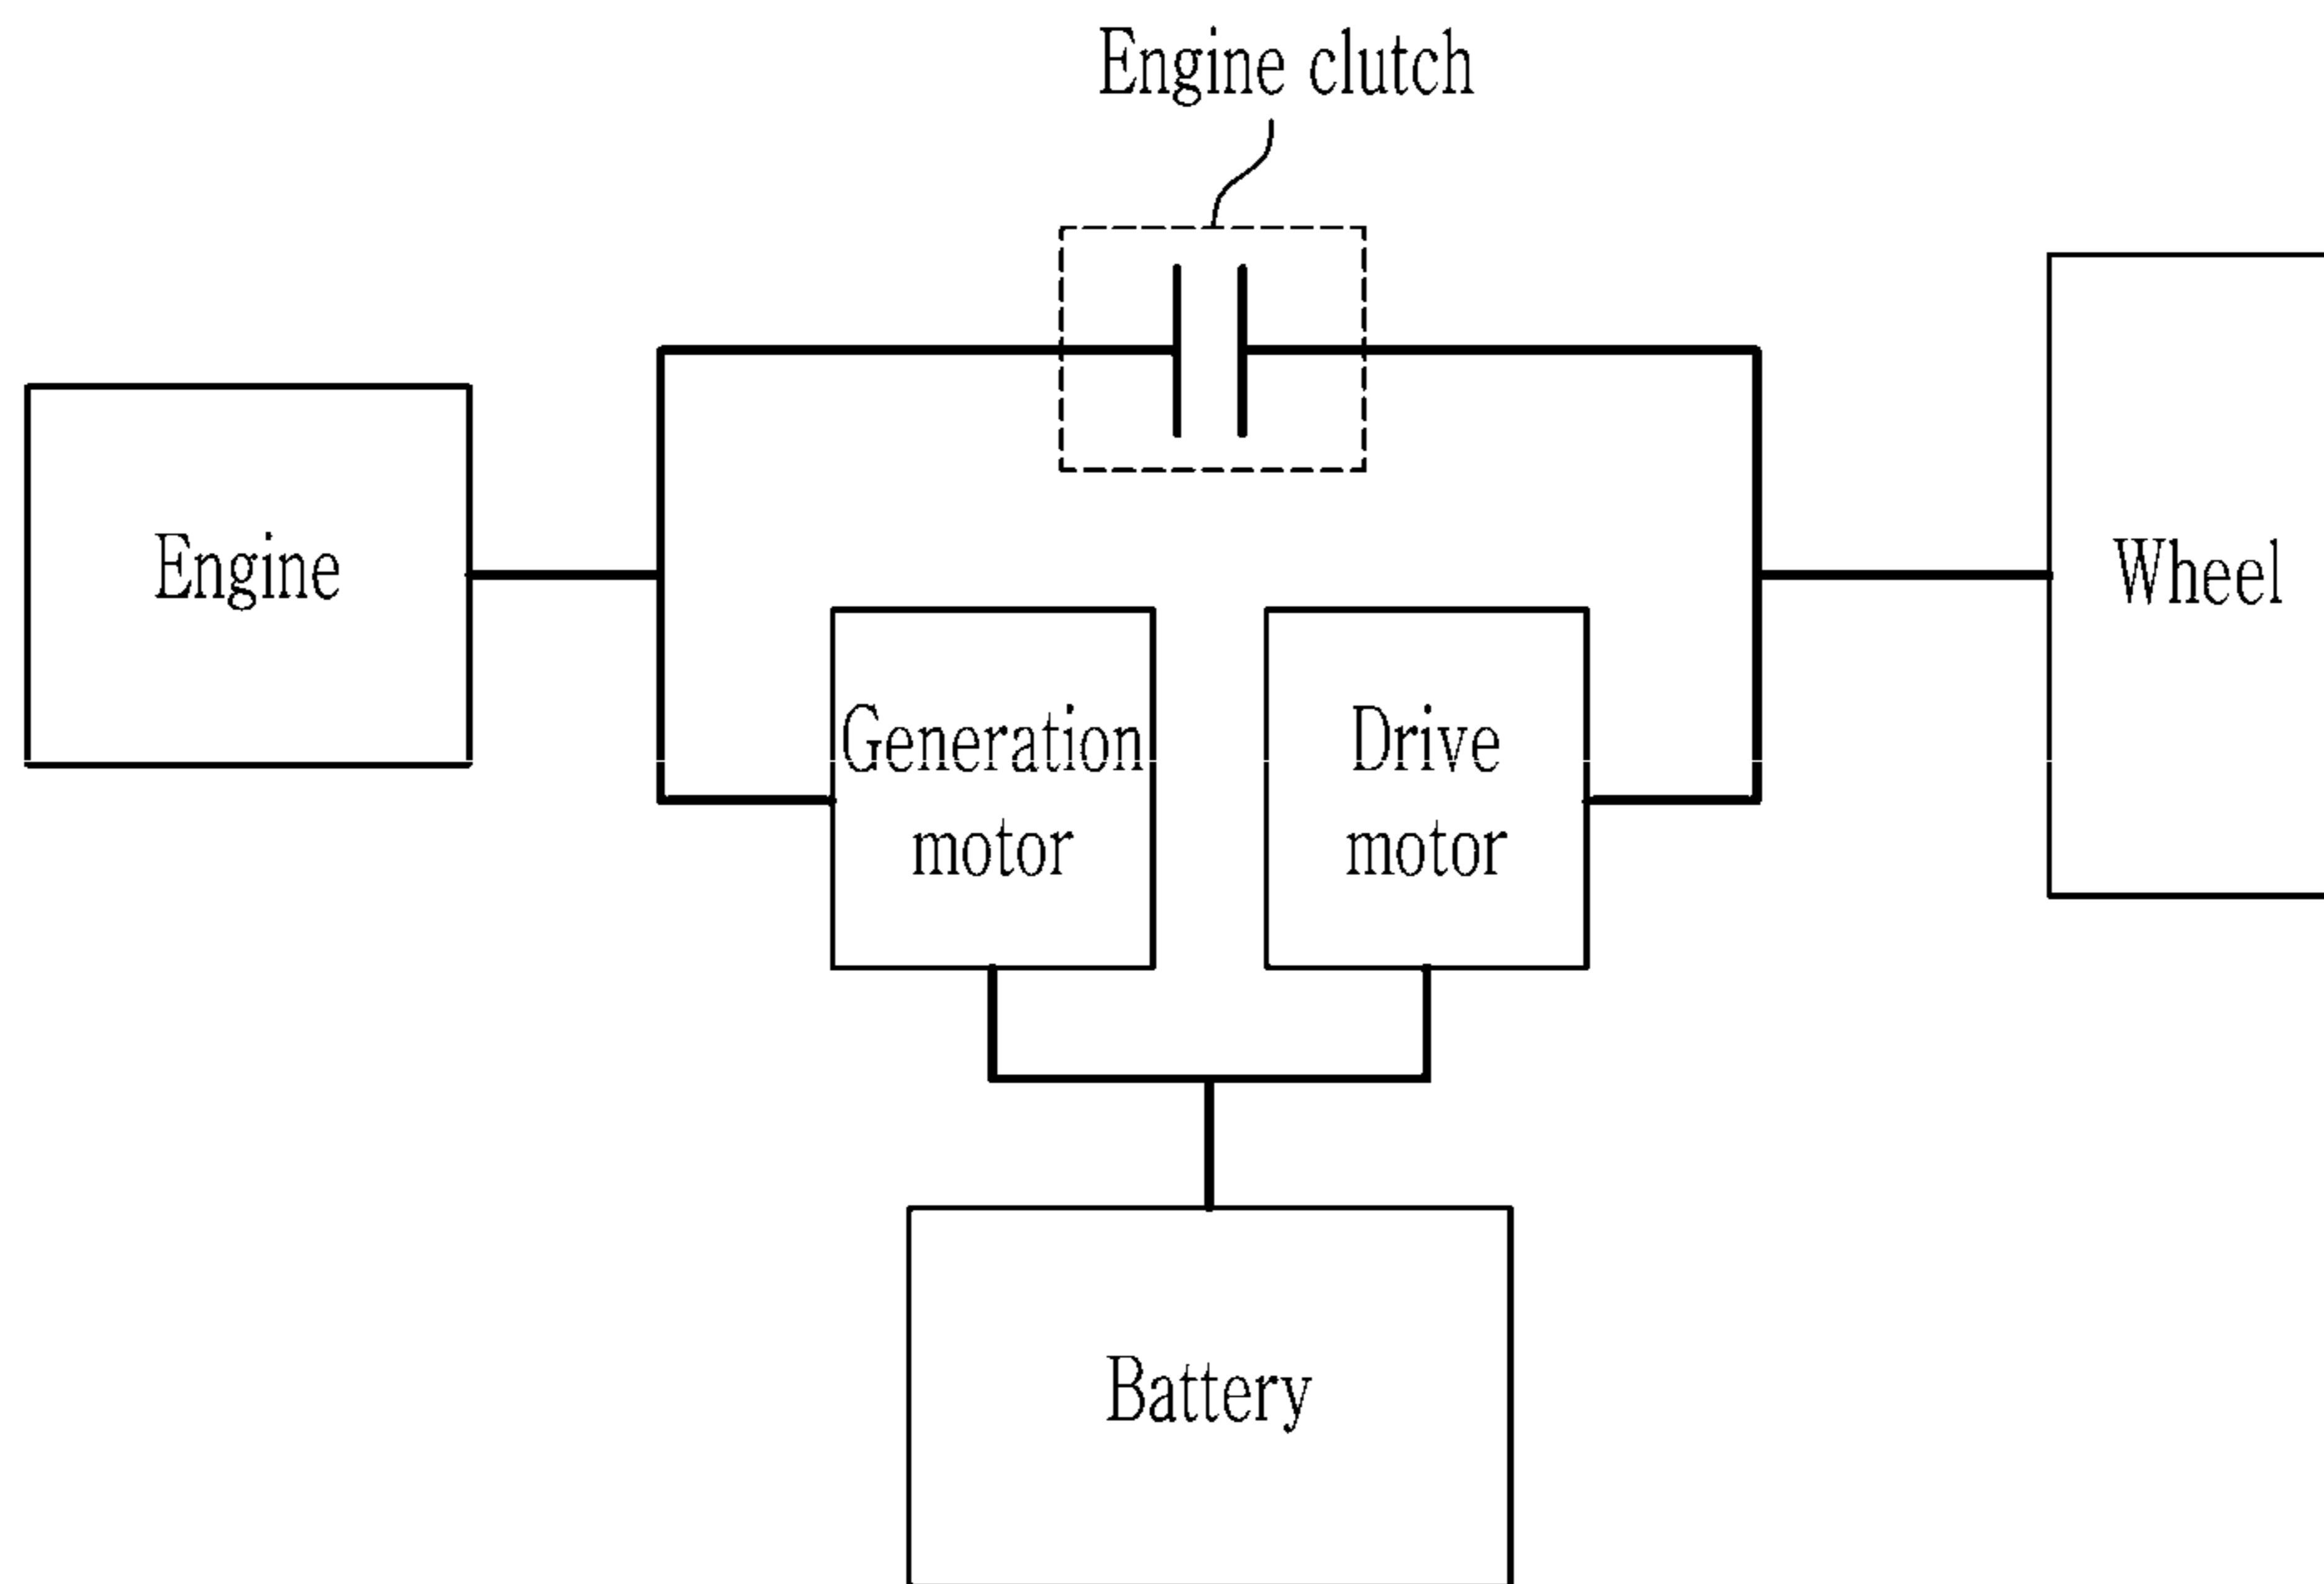 Engine clutch
Engine
Wheel
Generation
motor
Drive
motor
Battery